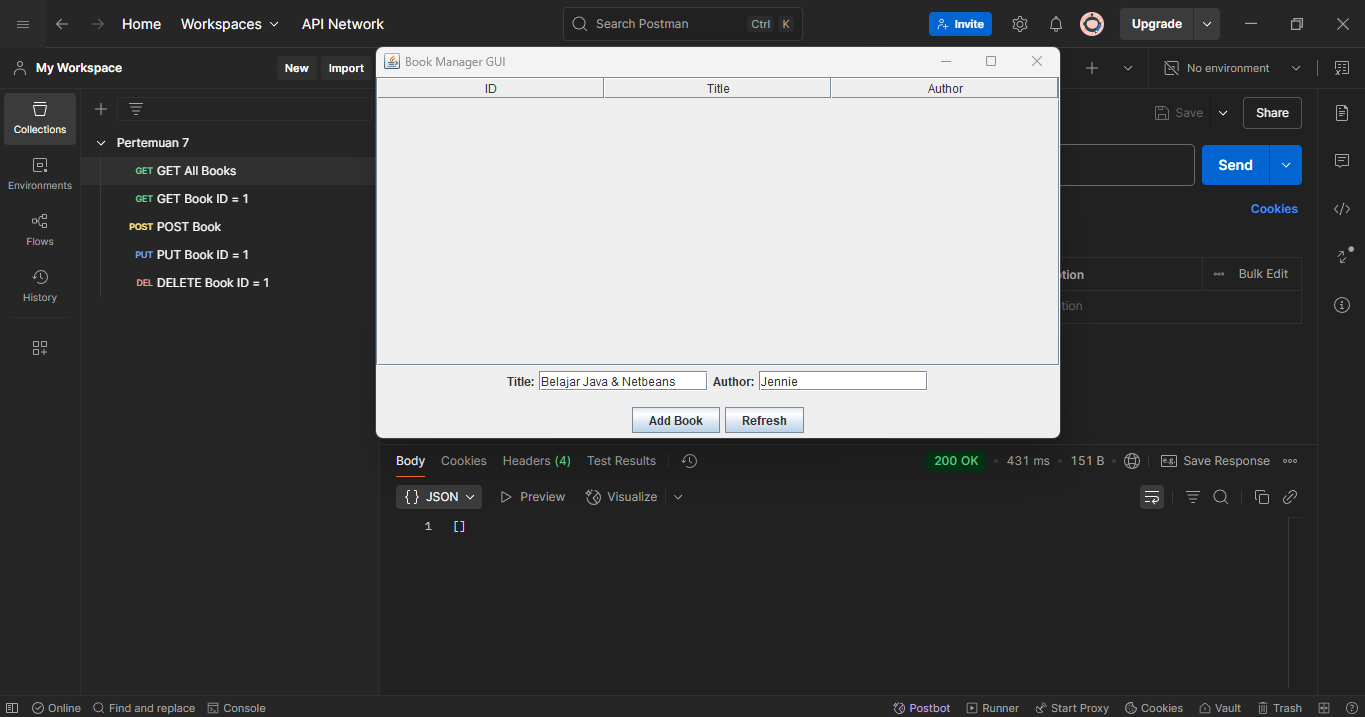 Home Workspaces API Network Search Postman Ctrl K Invite Upgrade
My Workspace New Import No environment
Book Manager GUI
ID Title Author
Title: Belajar Java & Netbeans Author: Jennie
Add Book Refresh
Collections
Environments
Flows
History
Pertemuan 7
GET GET All Books
GET GET Book ID = 1
POST POST Book
PUT PUT Book ID = 1
DEL DELETE Book ID = 1
Save Share
Send
Cookies
tion Bulk Edit
tion
Body Cookies Headers (4) Test Results 200 OK 431 ms 151 B e.g. Save Response
{} JSON Preview Visualize
1 []
Online Find and replace Console Postbot Runner Start Proxy Cookies Vault Trash